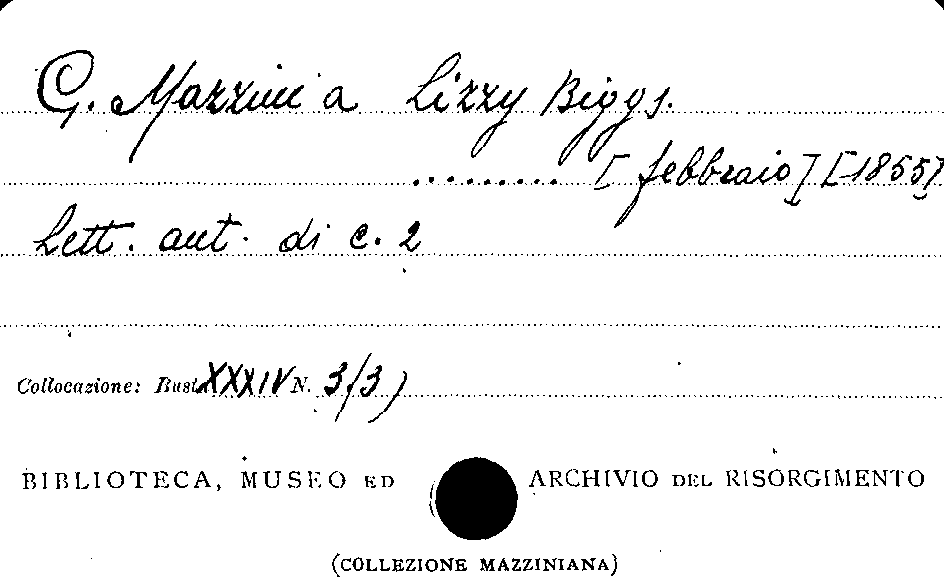 G. Mazzini a Lizzy Biggs.
......... [febbraio] [1855]
Lett. aut. di c. 2
Collocazione: Busta XXXIV N. 3(3)
BIBLIOTECA, MUSEO ED ARCHIVIO DEL RISORGIMENTO
(COLLEZIONE MAZZINIANA)